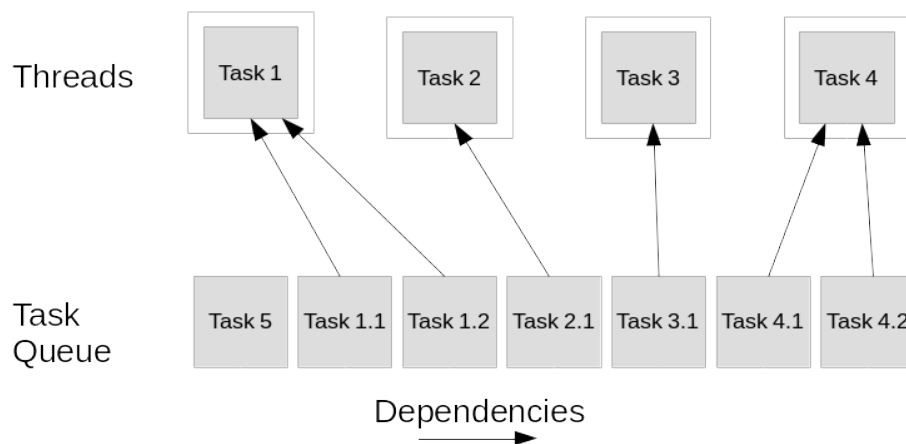 Threads
Task 1
Task 2
Task 3
Task 4
Task
Queue
Task 5
Task 1.1
Task 1.2
Task 2.1
Task 3.1
Task 4.1
Task 4.2
Dependencies